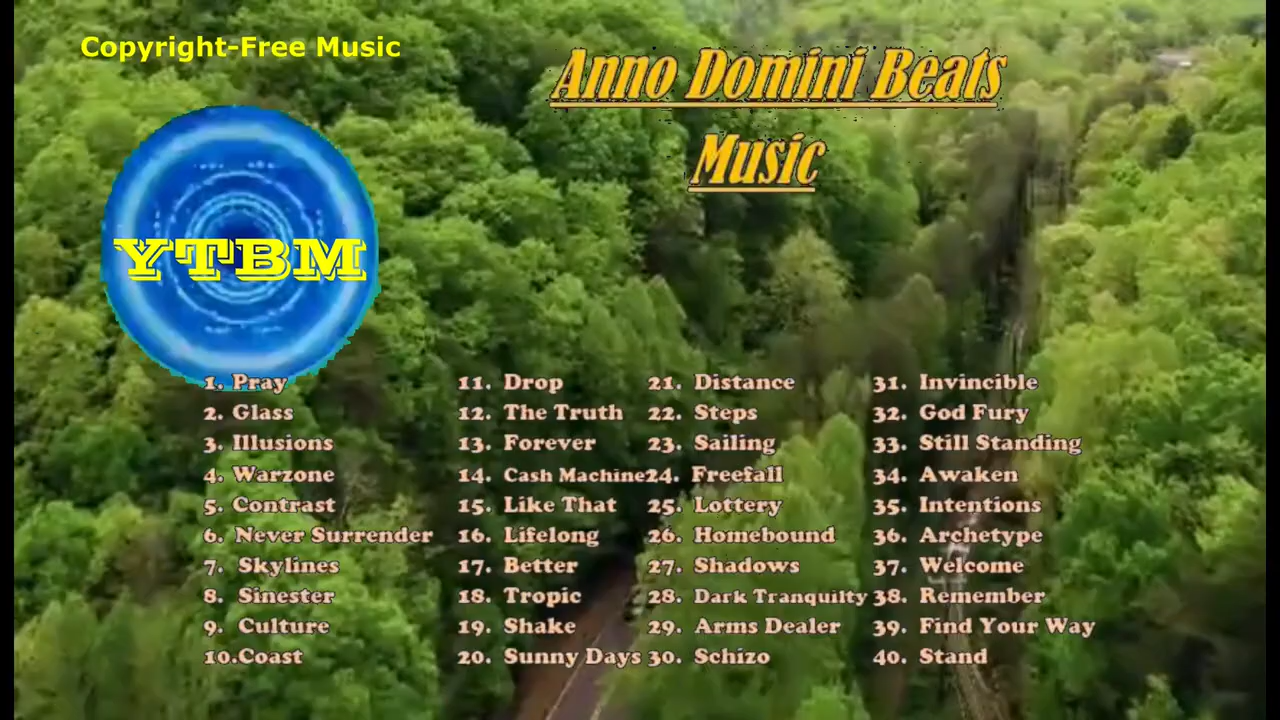 Copyright-Free Music
Anno Domini Beats
Music
YTBM
1. Pray
2. Glass
3. Illusions
4. Warzone
5. Contrast
6. Never Surrender
7. Skylines
8. Sinester
9. Culture
10.Coast
11. Drop
12. The Truth
13. Forever
14. Cash Machine
15. Like That
16. Lifelong
17. Better
18. Tropic
19. Shake
20. Sunny Days
21. Distance
22. Steps
23. Sailing
24. Freefall
25. Lottery
26. Homebound
27. Shadows
28. Dark Tranquilty
29. Arms Dealer
30. Schizo
31. Invincible
32. God Fury
33. Still Standing
34. Awaken
35. Intentions
36. Archetype
37. Welcome
38. Remember
39. Find Your Way
40. Stand